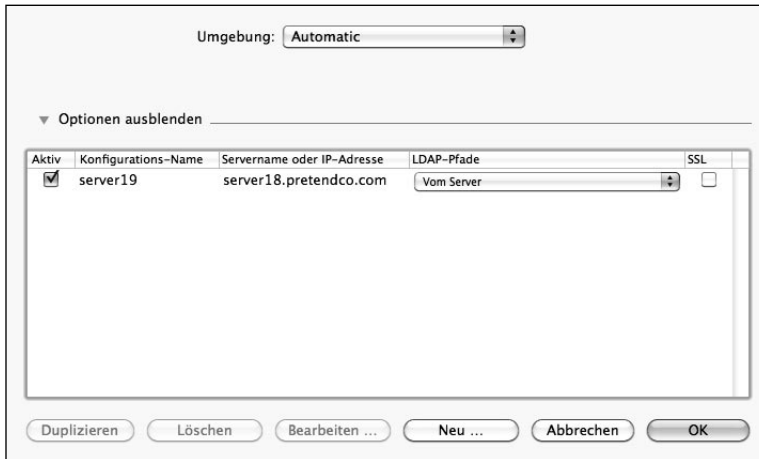 Umgebung: Automatic
Optionen ausblenden
Aktiv Konfigurations-Name Servername oder IP-Adresse LDAP-Pfade SSL
server19 server18.pretendco.com Vom Server
Duplizieren Löschen Bearbeiten ... Neu ... Abbrechen OK